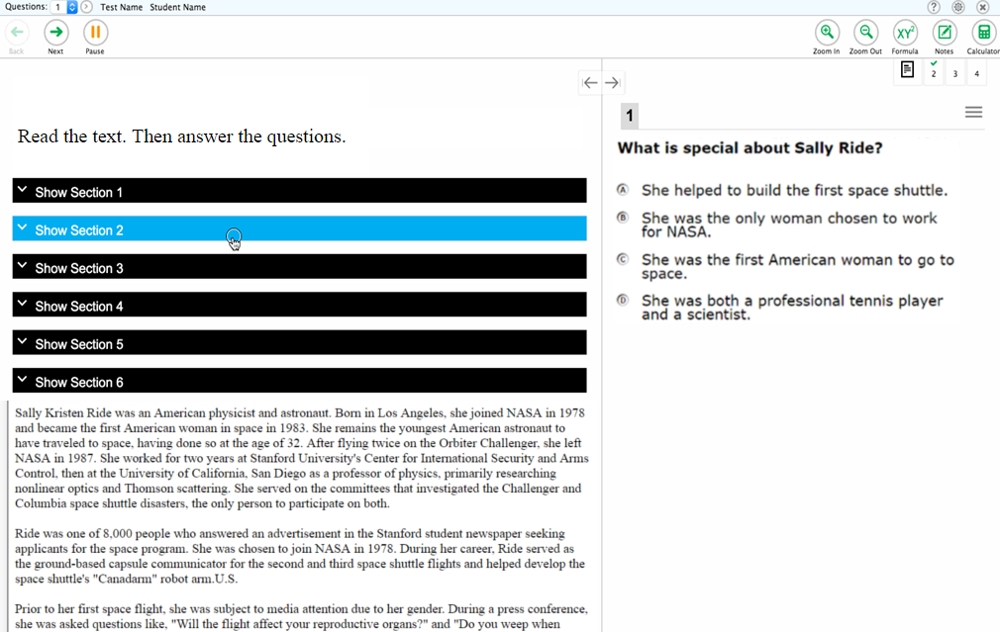 Questions: 1 Test Name Student Name
Back Next Pause Zoom In Zoom Out Formula Notes Calculator
XY²
2 3 4
1
Read the text. Then answer the questions.
Show Section 1
Show Section 2
Show Section 3
Show Section 4
Show Section 5
Show Section 6
Sally Kristen Ride was an American physicist and astronaut. Born in Los Angeles, she joined NASA in 1978
and became the first American woman in space in 1983. She remains the youngest American astronaut to
have traveled to space, having done so at the age of 32. After flying twice on the Orbiter Challenger, she left
NASA in 1987. She worked for two years at Stanford University's Center for International Security and Arms
Control, then at the University of California, San Diego as a professor of physics, primarily researching
nonlinear optics and Thomson scattering. She served on the committees that investigated the Challenger and
Columbia space shuttle disasters, the only person to participate on both.
Ride was one of 8,000 people who answered an advertisement in the Stanford student newspaper seeking
applicants for the space program. She was chosen to join NASA in 1978. During her career, Ride served as
the ground-based capsule communicator for the second and third space shuttle flights and helped develop the
space shuttle's "Canadarm" robot arm.U.S.
Prior to her first space flight, she was subject to media attention due to her gender. During a press conference,
she was asked questions like, "Will the flight affect your reproductive organs?" and "Do you weep when
What is special about Sally Ride?
A She helped to build the first space shuttle.
B She was the only woman chosen to work
for NASA.
C She was the first American woman to go to
space.
D She was both a professional tennis player
and a scientist.